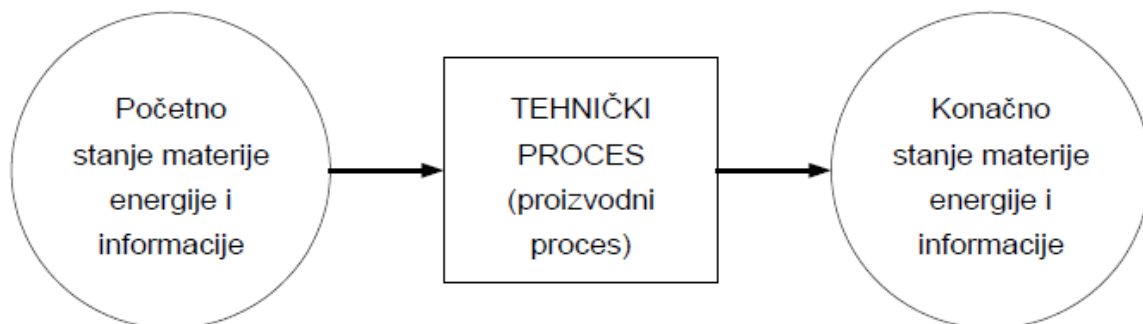 Početno
stanje materije
energije i
informacije
TEHNIČKI
PROCES
(proizvodni
proces)
Konačno
stanje materije
energije i
informacije